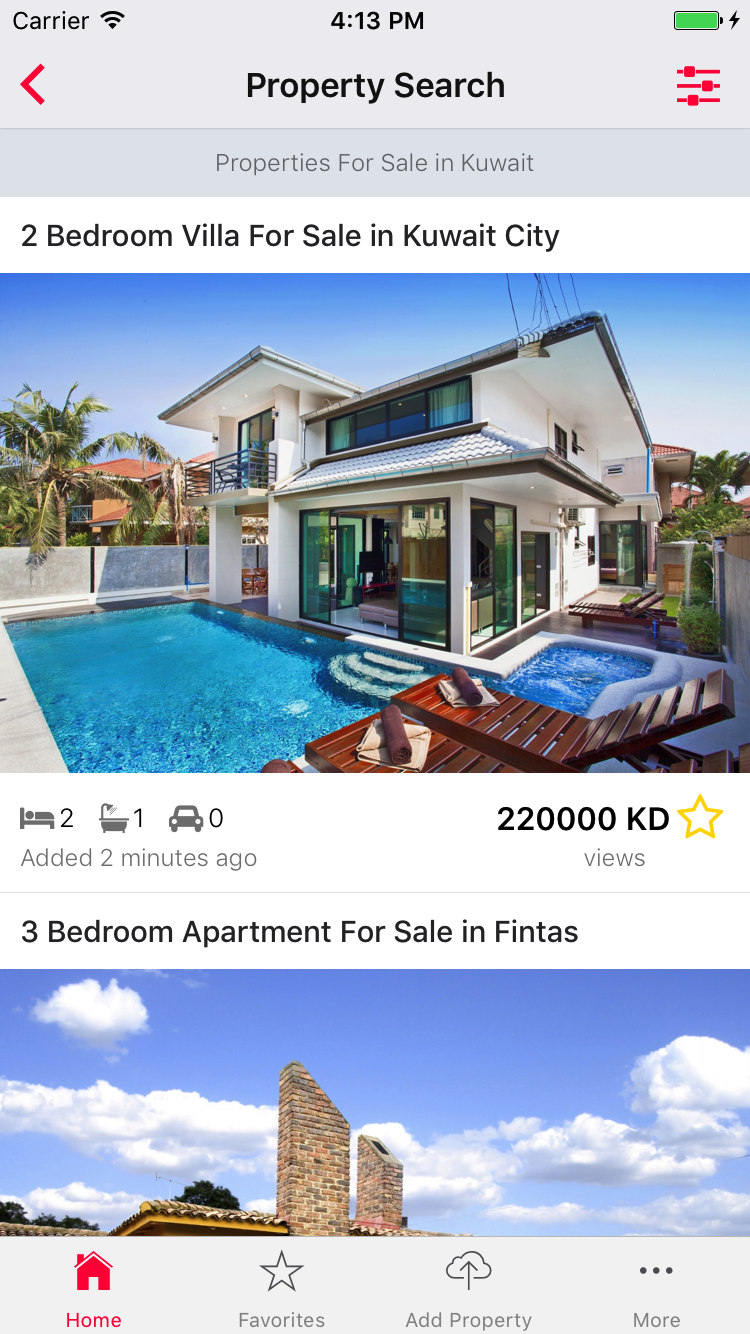 Carrier 4:13 PM
Property Search
Properties For Sale in Kuwait
2 Bedroom Villa For Sale in Kuwait City
2 1 0 220000 KD
Added 2 minutes ago views
3 Bedroom Apartment For Sale in Fintas
Home Favorites Add Property More